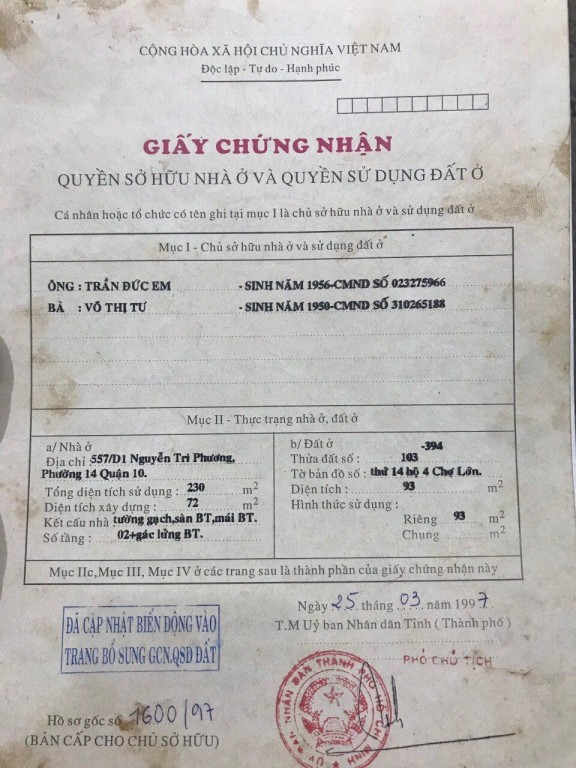 CỘNG HÒA XÃ HỘI CHỦ NGHĨA VIỆT NAM
Độc lập - Tự do - Hạnh phúc
GIẤY CHỨNG NHẬN
QUYỀN SỞ HỮU NHÀ Ở VÀ QUYỀN SỬ DỤNG ĐẤT Ở
Cá nhân hoặc tổ chức có tên ghi tại mục I là chủ sở hữu nhà ở và sử dụng đất ở
Mục I - Chủ sở hữu nhà ở và sử dụng đất ở
ÔNG : TRẦN ĐỨC EM - SINH NĂM 1956-CMND SỐ 023275966
BÀ : VÕ THỊ TƯ - SINH NĂM 1950-CMND SỐ 310265188
Mục II - Thực trạng nhà ở, đất ở
a/ Nhà ở
Địa chỉ : 557/D1 Nguyễn Tri Phương,
Phường 14 Quận 10.
Tổng diện tích sử dụng : 230 m2
Diện tích xây dựng : 72 m2
Kết cấu nhà : tường gạch,sàn BT,mái BT.
Số tầng : 02+gác lửng BT.
b/ Đất ở -394
Thửa đất số : 103
Tờ bản đồ số : thứ 14 hộ 4 Chợ Lớn.
Diện tích : 93 m2
Hình thức sử dụng :
Riêng 93 m2
Chung m2
Mục IIc,Mục III, Mục IV ở các trang sau là thành phần của giấy chứng nhận này
Ngày 25 tháng 03 năm 1997.
T.M Uỷ ban Nhân dân Tỉnh ( Thành phố )
PHÓ CHỦ TỊCH
ĐÃ CẬP NHẬT BIẾN ĐỘNG VÀO
TRANG BỔ SUNG GCN.QSD ĐẤT
ỦY BAN NHÂN DÂN THÀNH PHỐ HỒ CHÍ MINH
Hồ sơ gốc số 1600/97
(BẢN CẤP CHO CHỦ SỞ HỮU)